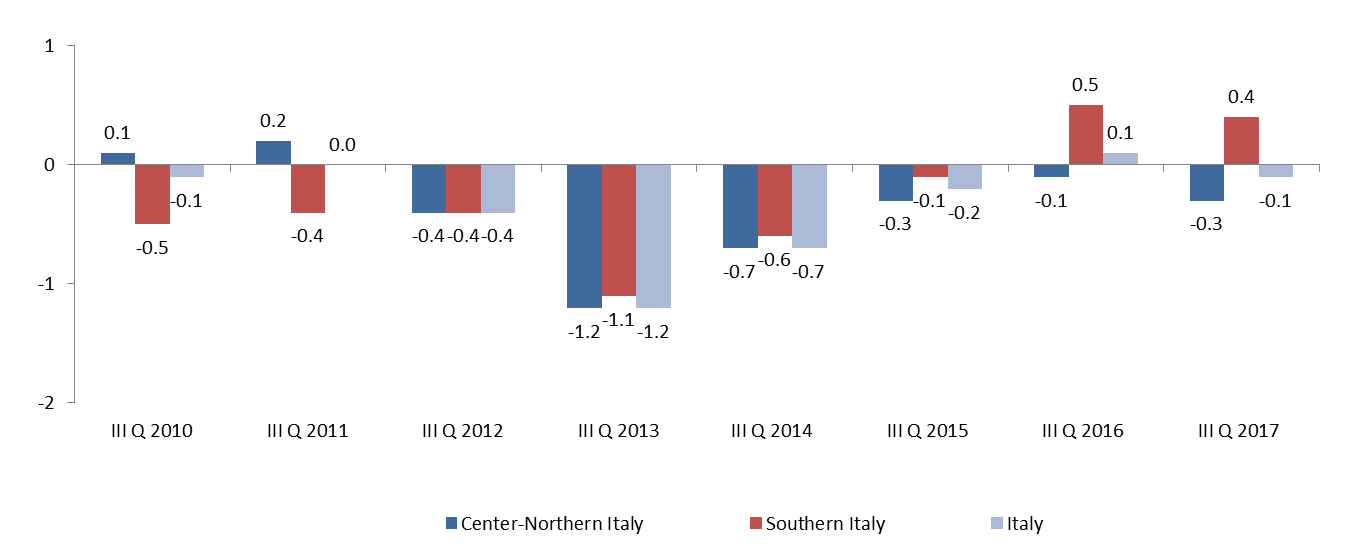 1
0
-1
-2
0.1
-0.5
-0.1
0.2
-0.4
0.0
-0.4
-0.4
-0.4
-1.2
-1.1
-1.2
-0.7
-0.6
-0.7
-0.3
-0.1
-0.2
-0.1
0.5
0.1
-0.3
0.4
-0.1
III Q 2010
III Q 2011
III Q 2012
III Q 2013
III Q 2014
III Q 2015
III Q 2016
III Q 2017
Center-Northern Italy
Southern Italy
Italy